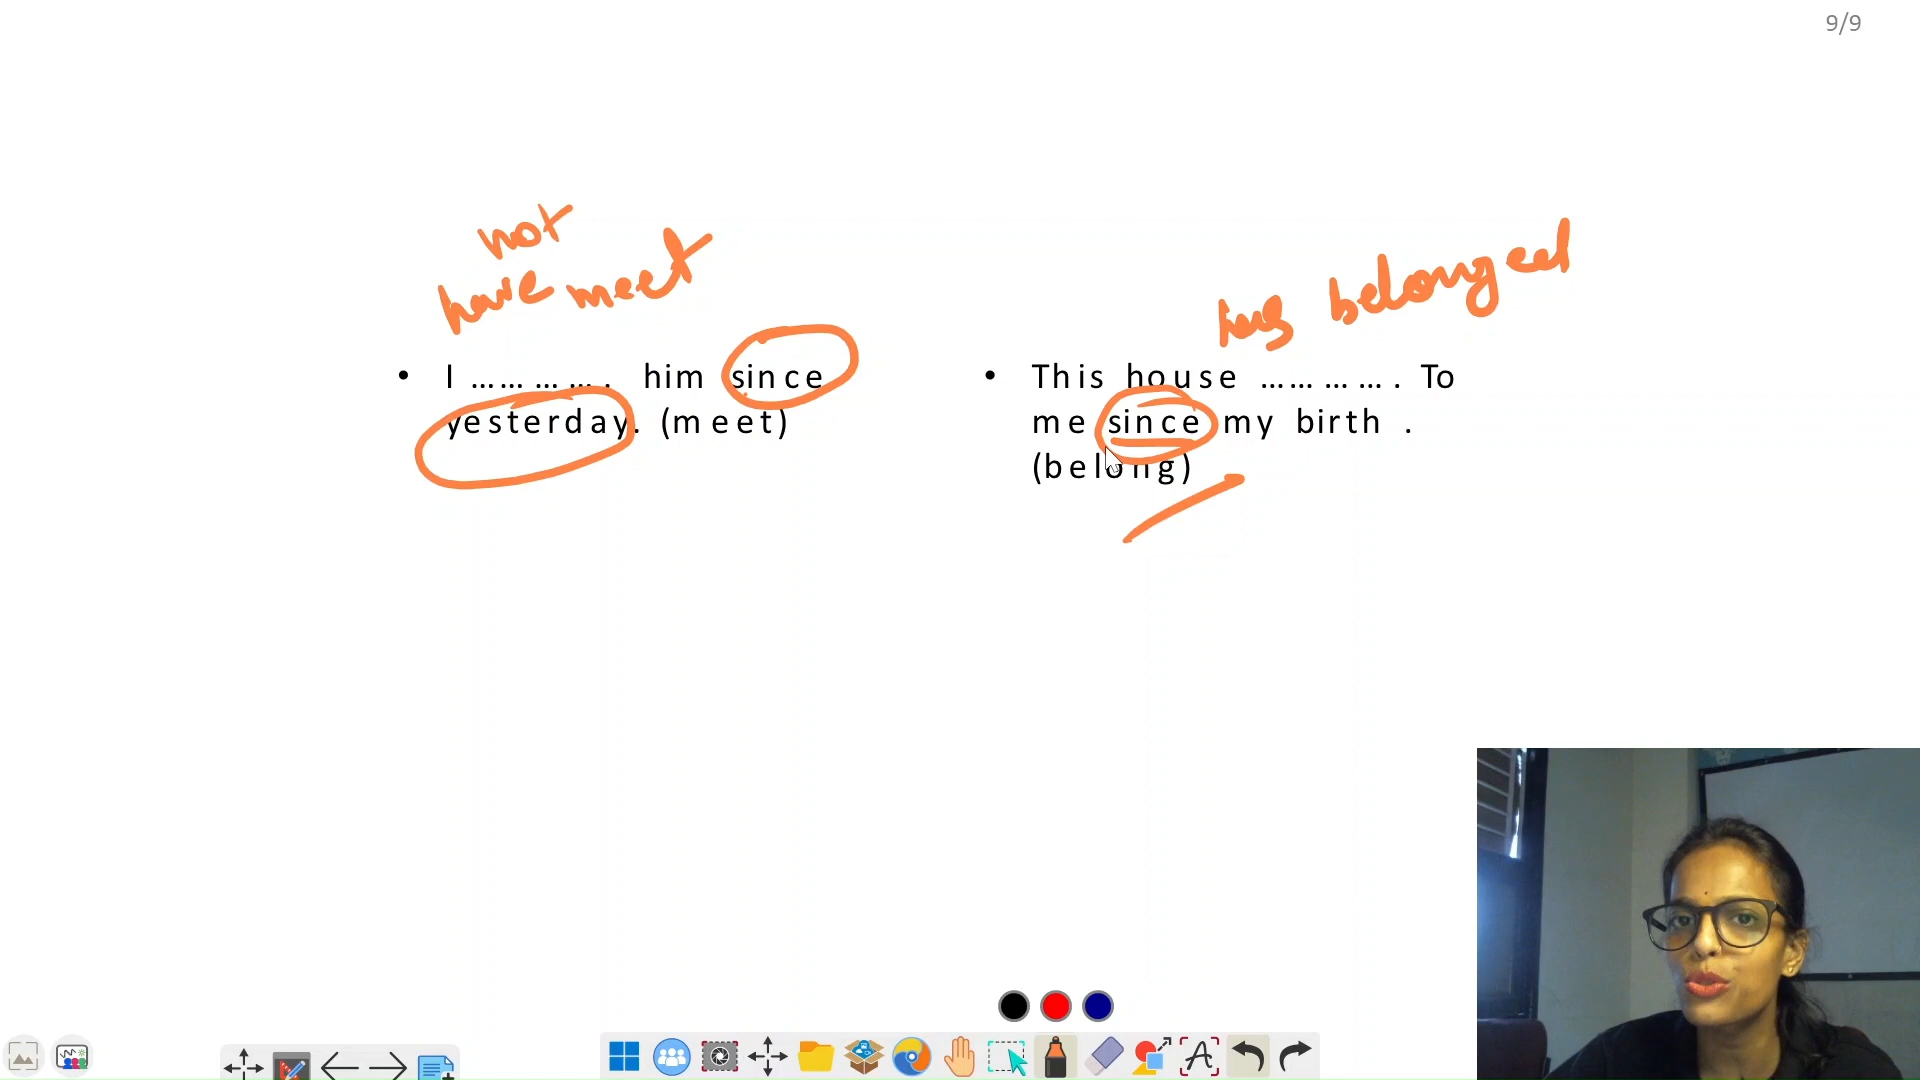 9/9
not
have meet
has belonged
• I ………… . him since
yesterday. (meet)
• This house ………… . To
me since my birth .
(belong)